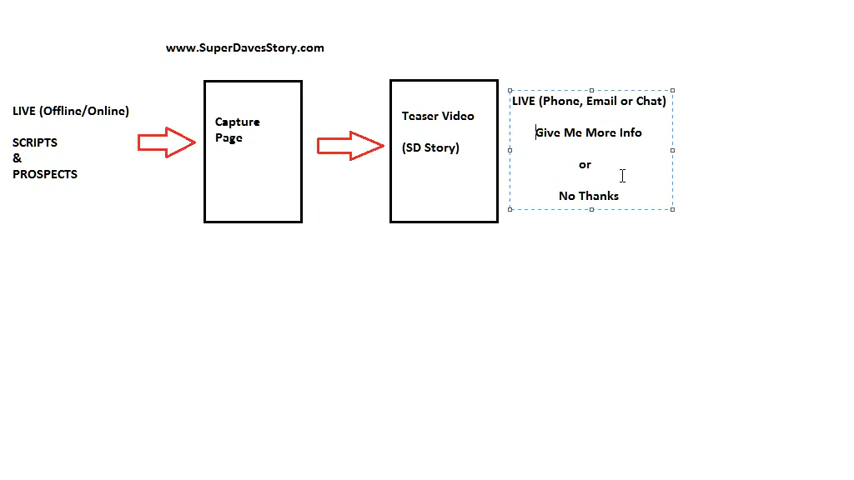 www.SuperDavesStory.com
LIVE (Offline/Online)
SCRIPTS
&
PROSPECTS
Capture
Page
Teaser Video
(SD Story)
LIVE (Phone, Email or Chat)
Give Me More Info
or
No Thanks